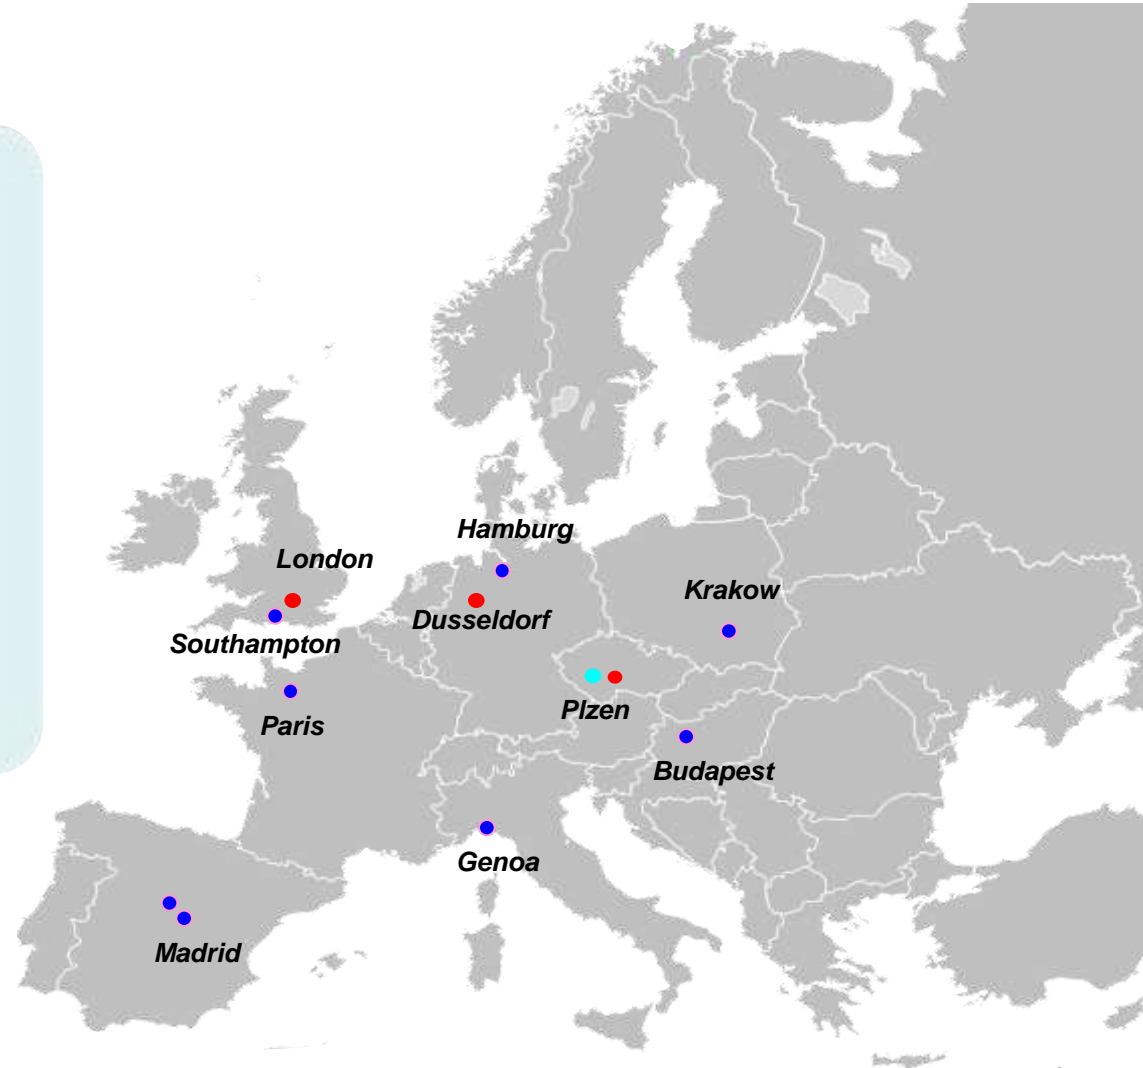 Hamburg
London
Krakow
Dusseldorf
Southampton
Plzen
Paris
Budapest
Genoa
Madrid